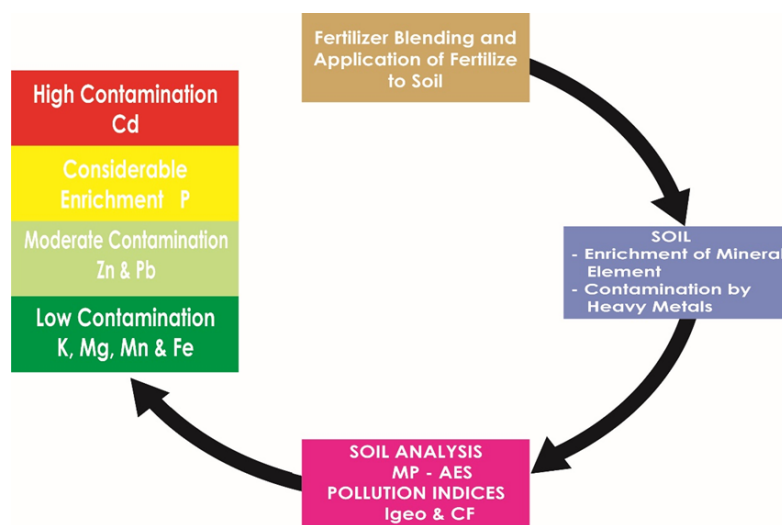 Fertilizer Blending and
Application of Fertilize
to Soil
High Contamination
Cd
Considerable
Enrichment P
Moderate Contamination
Zn & Pb
Low Contamination
K, Mg, Mn & Fe
SOIL
- Enrichment of Mineral
Element
- Contamination by
Heavy Metals
SOIL ANALYSIS
MP - AES
POLLUTION INDICES
Igeo & CF